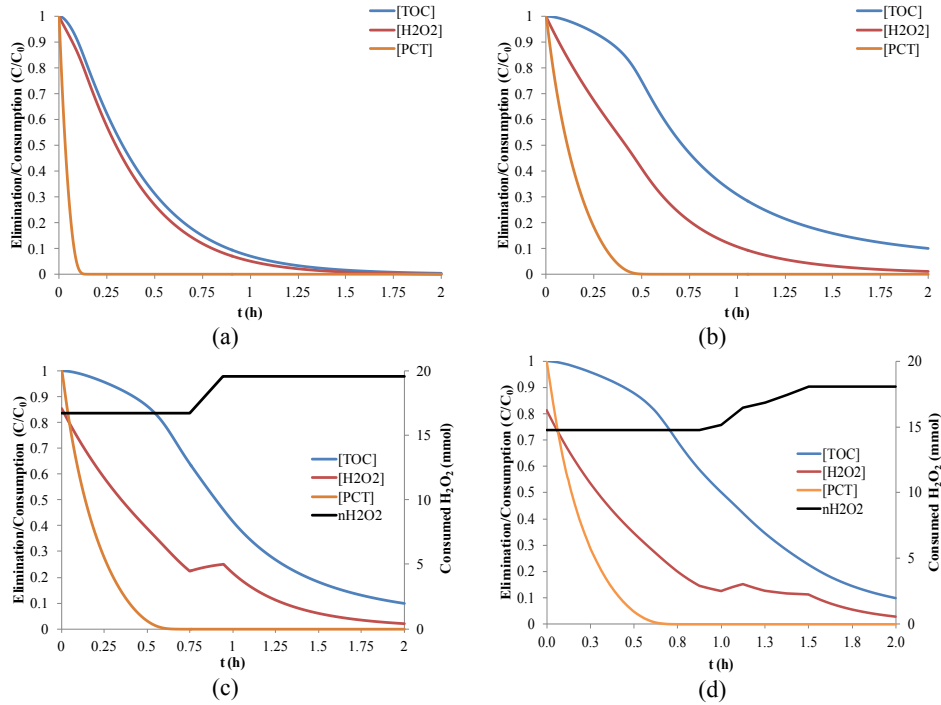 Elimination/Consumption (C/C0)
1
0.9
0.8
0.7
0.6
0.5
0.4
0.3
0.2
0.1
0
[TOC]
[H2O2]
[PCT]
0 0.25 0.5 0.75 1 1.25 1.5 1.75 2
t (h)
(a)
Elimination/Consumption (C/C0)
1
0.9
0.8
0.7
0.6
0.5
0.4
0.3
0.2
0.1
0
[TOC]
[H2O2]
[PCT]
0 0.25 0.5 0.75 1 1.25 1.5 1.75 2
t (h)
(b)
Elimination/Consumption (C/C0)
1
0.9
0.8
0.7
0.6
0.5
0.4
0.3
0.2
0.1
0
[TOC]
[H2O2]
[PCT]
nH2O2
20
15
10
5
0
Consumed H2O2 (mmol)
0 0.25 0.5 0.75 1 1.25 1.5 1.75 2
t (h)
(c)
Elimination/Consumption (C/C0)
1
0.9
0.8
0.7
0.6
0.5
0.4
0.3
0.2
0.1
0
[TOC]
[H2O2]
[PCT]
nH2O2
20
15
10
5
0
Consumed H2O2 (mmol)
0.0 0.3 0.5 0.8 1.0 1.3 1.5 1.8 2.0
t (h)
(d)